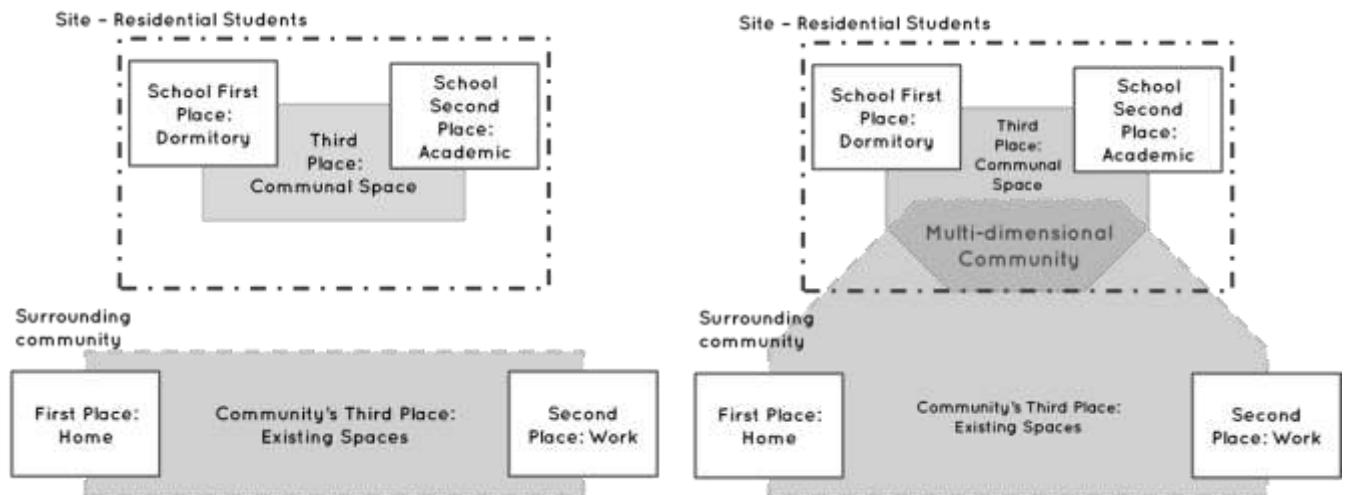 Site – Residential Students
School First
Place:
Dormitory
School
Second
Place:
Academic
Third
Place:
Communal Space
Surrounding
community
First Place:
Home
Community's Third Place:
Existing Spaces
Second
Place: Work
Site – Residential Students
School First
Place:
Dormitory
School
Second
Place:
Academic
Third
Place:
Communal
Space
Multi-dimensional
Community
Surrounding
community
First Place:
Home
Community's Third Place:
Existing Spaces
Second
Place: Work